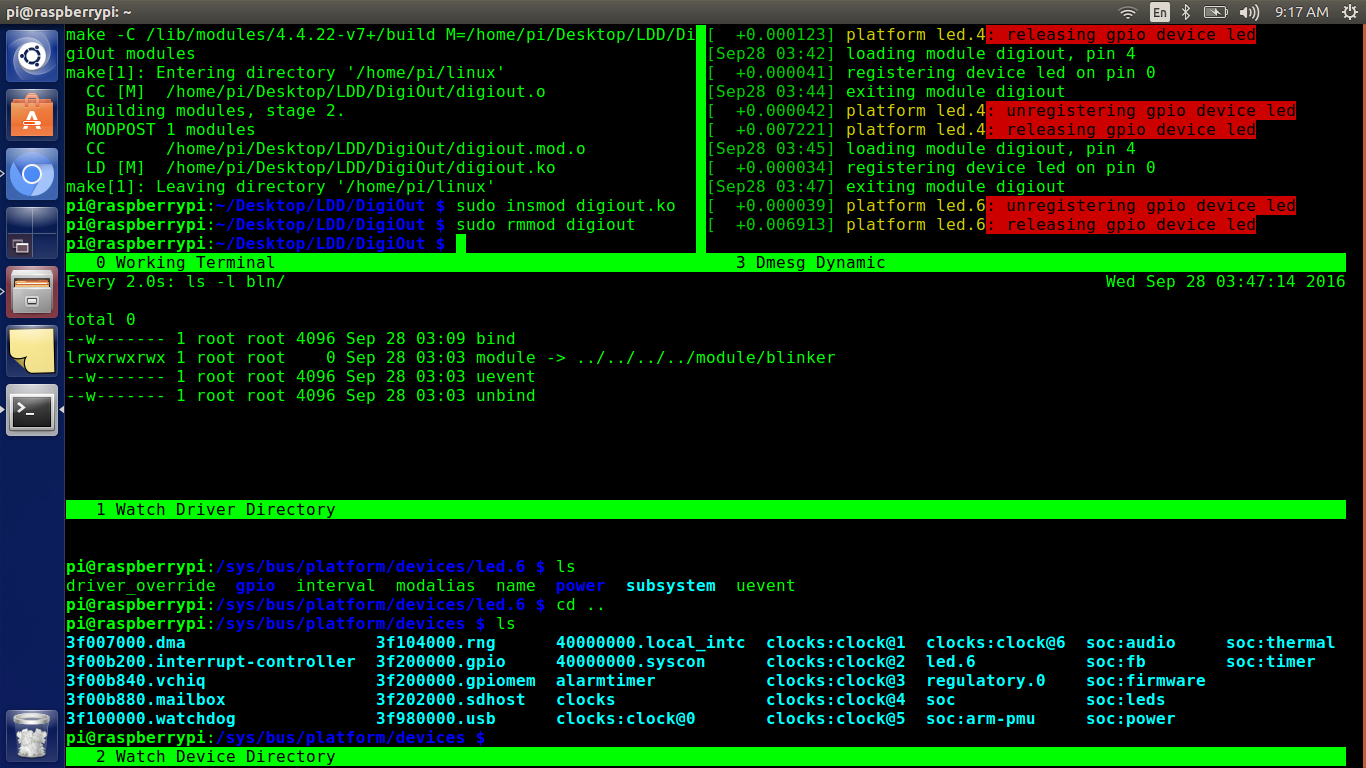 pi@raspberrypi: ~
En
9:17 AM
make -C /lib/modules/4.4.22-v7+/build M=/home/pi/Desktop/LDD/Di
giOut modules
make[1]: Entering directory '/home/pi/linux'
  CC [M]  /home/pi/Desktop/LDD/DigiOut/digiout.o
  Building modules, stage 2.
  MODPOST 1 modules
  CC      /home/pi/Desktop/LDD/DigiOut/digiout.mod.o
  LD [M]  /home/pi/Desktop/LDD/DigiOut/digiout.ko
make[1]: Leaving directory '/home/pi/linux'
pi@raspberrypi:~/Desktop/LDD/DigiOut $ sudo insmod digiout.ko
pi@raspberrypi:~/Desktop/LDD/DigiOut $ sudo rmmod digiout
pi@raspberrypi:~/Desktop/LDD/DigiOut $
[  +0.000123] platform led.4: releasing gpio device led
[Sep28 03:42] loading module digiout, pin 4
[  +0.000041] registering device led on pin 0
[Sep28 03:44] exiting module digiout
[  +0.000042] platform led.4: unregistering gpio device led
[  +0.007221] platform led.4: releasing gpio device led
[Sep28 03:45] loading module digiout, pin 4
[  +0.000034] registering device led on pin 0
[Sep28 03:47] exiting module digiout
[  +0.000039] platform led.6: unregistering gpio device led
[  +0.006913] platform led.6: releasing gpio device led
0 Working Terminal
3 Dmesg Dynamic
Every 2.0s: ls -l bln/
Wed Sep 28 03:47:14 2016
total 0
--w------- 1 root root 4096 Sep 28 03:09 bind
lrwxrwxrwx 1 root root    0 Sep 28 03:03 module -> ../../../../module/blinker
--w------- 1 root root 4096 Sep 28 03:03 uevent
--w------- 1 root root 4096 Sep 28 03:03 unbind
1 Watch Driver Directory
pi@raspberrypi:/sys/bus/platform/devices/led.6 $ ls
driver_override  gpio  interval  modalias  name  power  subsystem  uevent
pi@raspberrypi:/sys/bus/platform/devices/led.6 $ cd ..
pi@raspberrypi:/sys/bus/platform/devices $ ls
3f007000.dma                   3f104000.rng      40000000.local_intc  clocks:clock@1  clocks:clock@6  soc:audio     soc:thermal
3f00b200.interrupt-controller  3f200000.gpio     40000000.syscon      clocks:clock@2  led.6           soc:fb        soc:timer
3f00b840.vchiq                 3f200000.gpiomem  alarmtimer           clocks:clock@3  regulatory.0    soc:firmware
3f00b880.mailbox               3f202000.sdhost   clocks               clocks:clock@4  soc             soc:leds
3f100000.watchdog              3f980000.usb      clocks:clock@0       clocks:clock@5  soc:arm-pmu     soc:power
pi@raspberrypi:/sys/bus/platform/devices $
2 Watch Device Directory